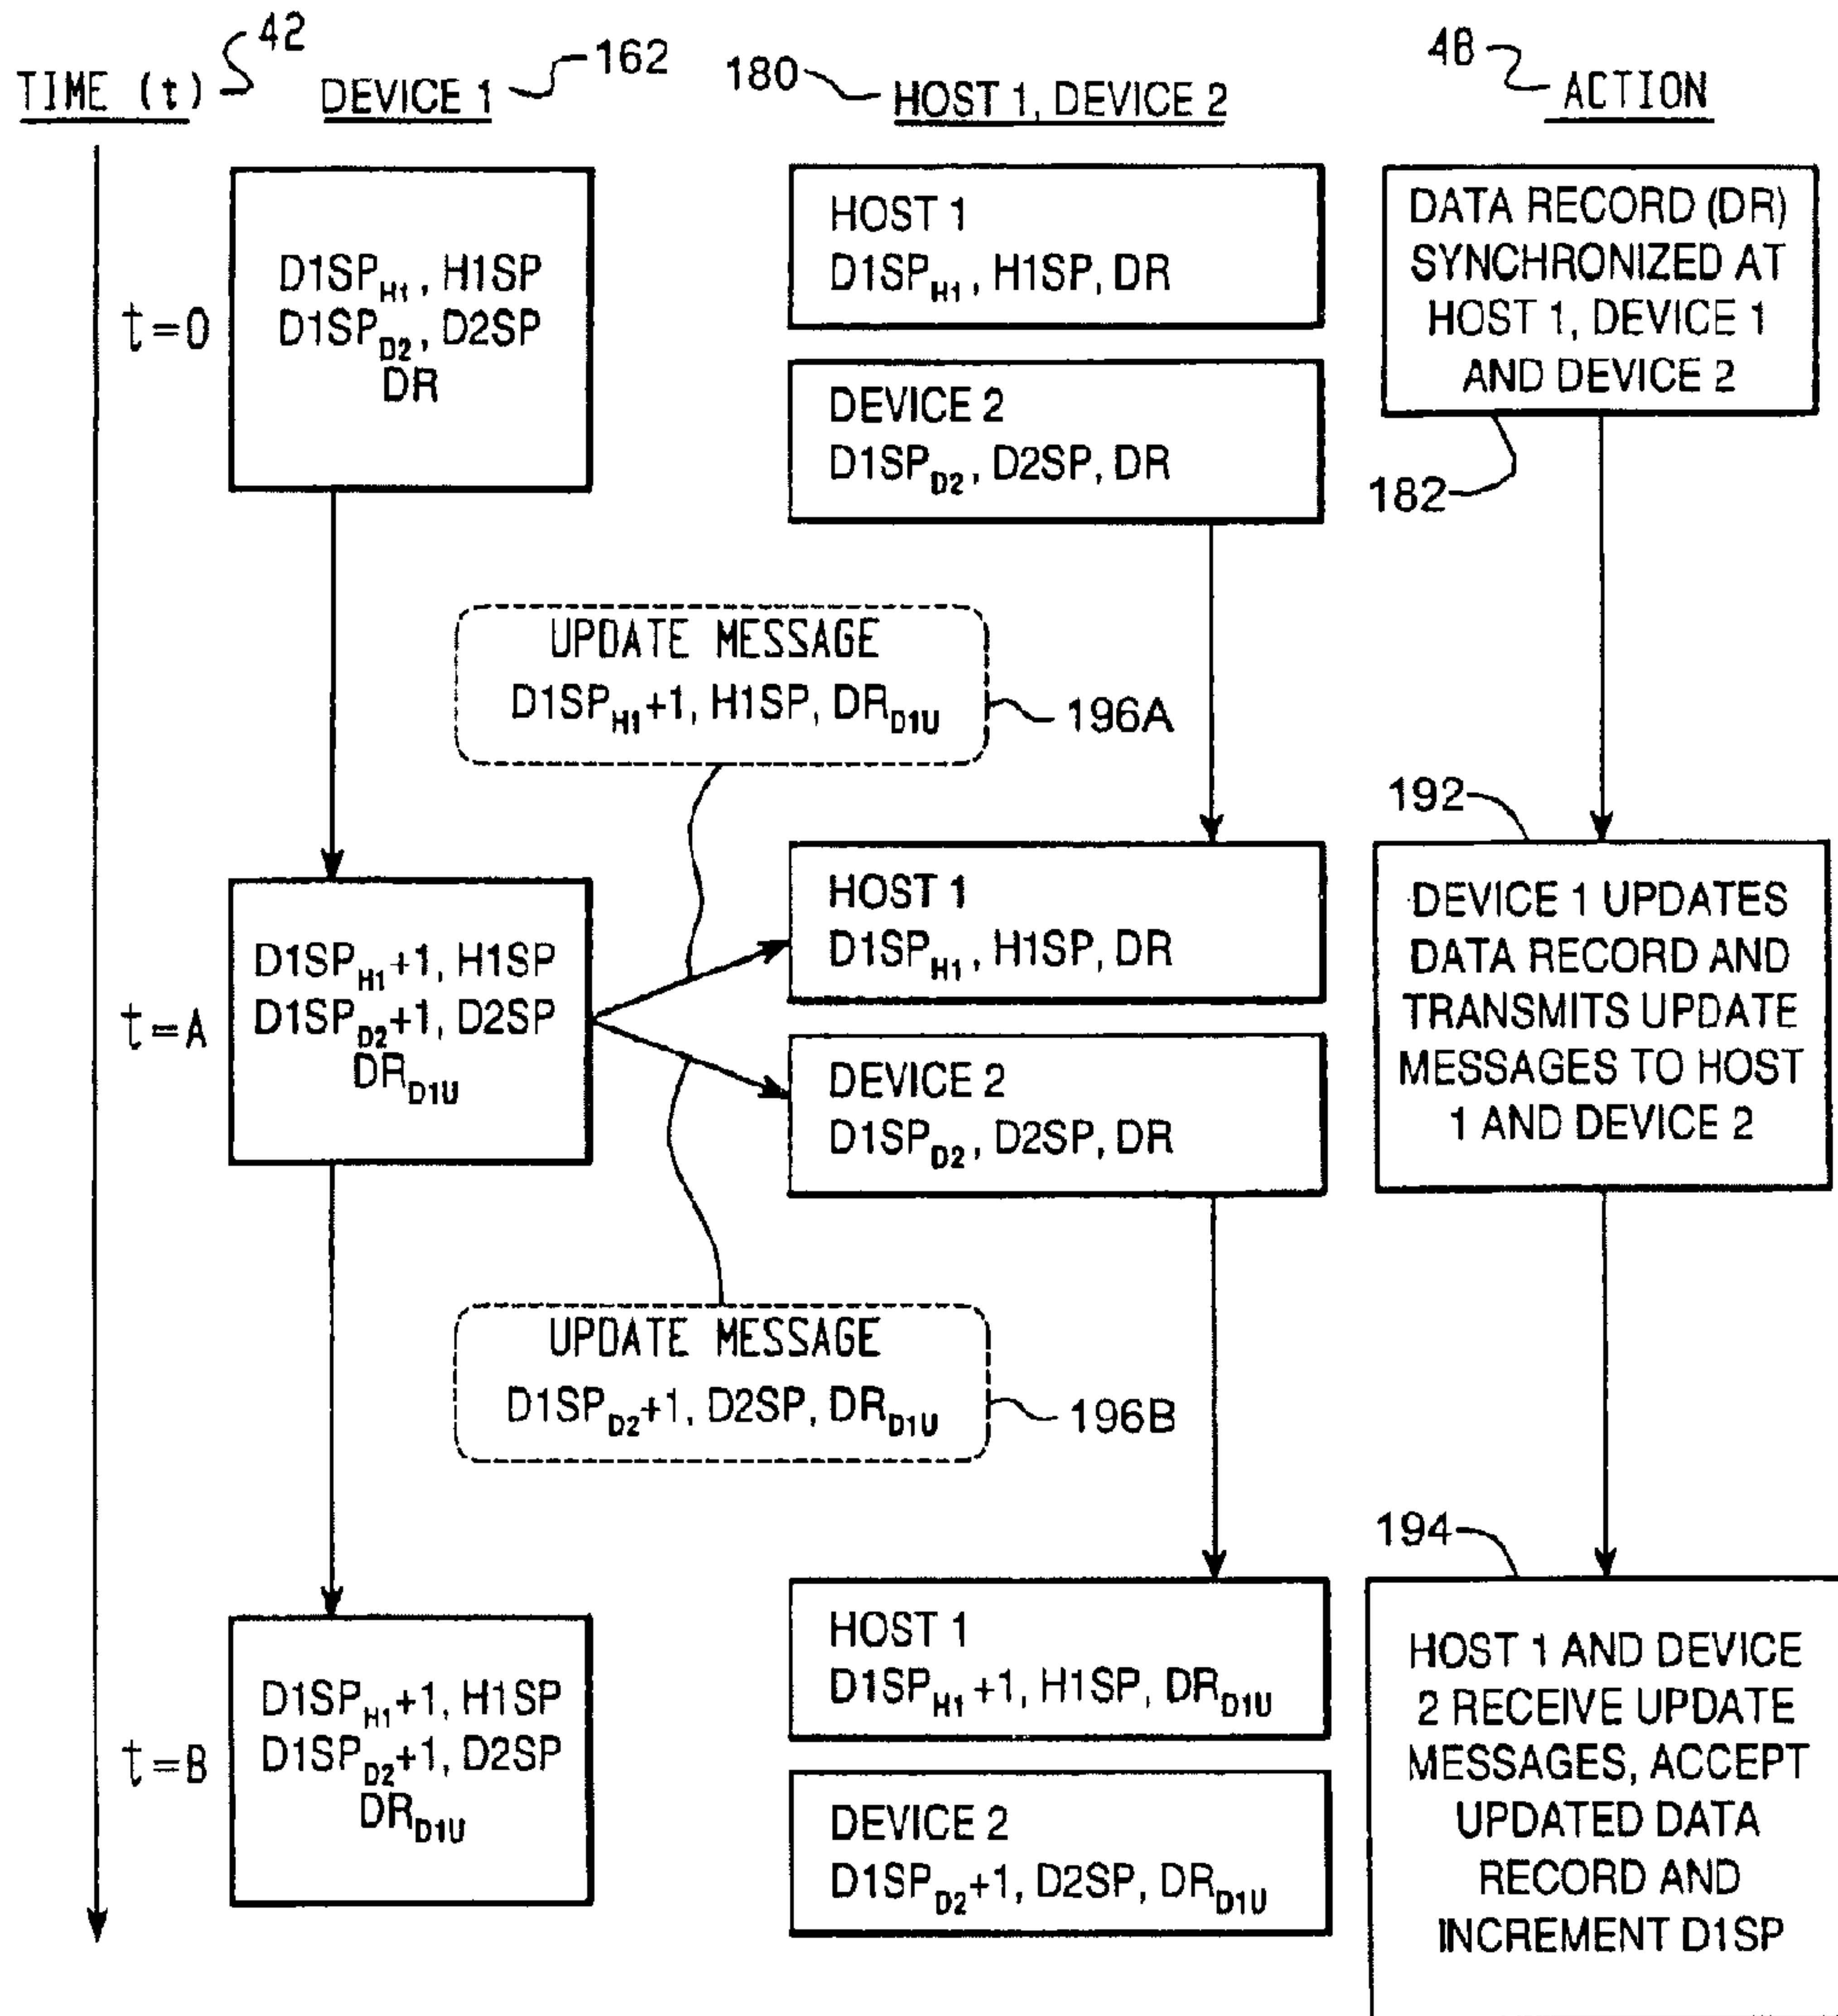 TIME (t) 42 DEVICE 1 162 180 HOST 1, DEVICE 2 48 ACTION
t=0
D1SP_H1, H1SP
D1SP_D2, D2SP
DR
HOST 1
D1SP_H1, H1SP, DR
DEVICE 2
D1SP_D2, D2SP, DR
DATA RECORD (DR)
SYNCHRONIZED AT
HOST 1, DEVICE 1
AND DEVICE 2
182
UPDATE MESSAGE
D1SP_H1+1, H1SP, DR_D1U
196A
t=A
D1SP_H1+1, H1SP
D1SP_D2+1, D2SP
DR_D1U
HOST 1
D1SP_H1, H1SP, DR
DEVICE 2
D1SP_D2, D2SP, DR
192
DEVICE 1 UPDATES
DATA RECORD AND
TRANSMITS UPDATE
MESSAGES TO HOST
1 AND DEVICE 2
UPDATE MESSAGE
D1SP_D2+1, D2SP, DR_D1U
196B
t=B
D1SP_H1+1, H1SP
D1SP_D2+1, D2SP
DR_D1U
HOST 1
D1SP_H1+1, H1SP, DR_D1U
DEVICE 2
D1SP_D2+1, D2SP, DR_D1U
194
HOST 1 AND DEVICE
2 RECEIVE UPDATE
MESSAGES, ACCEPT
UPDATED DATA
RECORD AND
INCREMENT D1SP